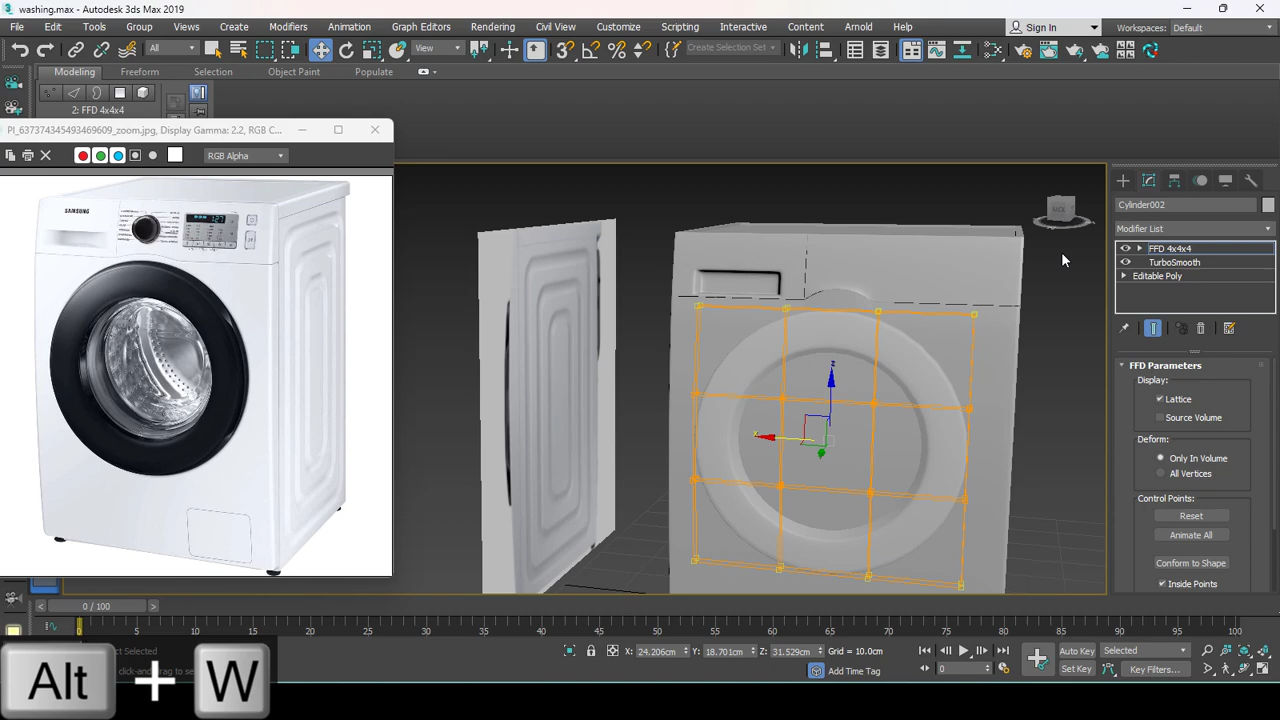 washing.max - Autodesk 3ds Max 2019
File Edit Tools Group Views Create Modifiers Animation Graph Editors Rendering Civil View Customize Scripting Interactive Content Arnold Help Sign In Workspaces: Default
All View Create Selection Set
Modeling Freeform Selection Object Paint Populate
2: FFD 4x4x4
PI_637374345493469609_zoom.jpg, Display Gamma: 2.2, RGB C...
RGB Alpha
SAMSUNG
Cylinder002
Modifier List
FFD 4x4x4
TurboSmooth
Editable Poly
FFD Parameters
Display:
Lattice
Source Volume
Deform:
Only In Volume
All Vertices
Control Points:
Reset
Animate All
Conform to Shape
Inside Points
< 0 / 100 >
0 5 10 15 20 25 30 35 40 45 50 55 60 65 70 75 80 85 90 95 100
X: 24.206cm Y: 18.701cm Z: 31.529cm Grid = 10.0cm
Auto Key Selected
Add Time Tag 0 Set Key Key Filters...
Alt + W